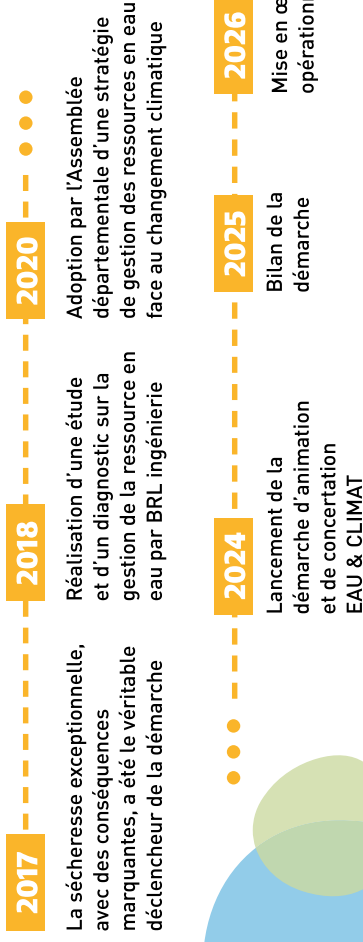 2017
La sécheresse exceptionnelle,
avec des conséquences
marquantes, a été le véritable
déclencheur de la démarche
2018
Réalisation d'une étude
et d'un diagnostic sur la
gestion de la ressource en
eau par BRL ingénierie
2020
Adoption par l'Assemblée
départementale d'une stratégie
de gestion des ressources en eau
face au changement climatique
2024
Lancement de la
démarche d'animation
et de concertation
EAU & CLIMAT
2025
Bilan de la
démarche
2026
Mise en